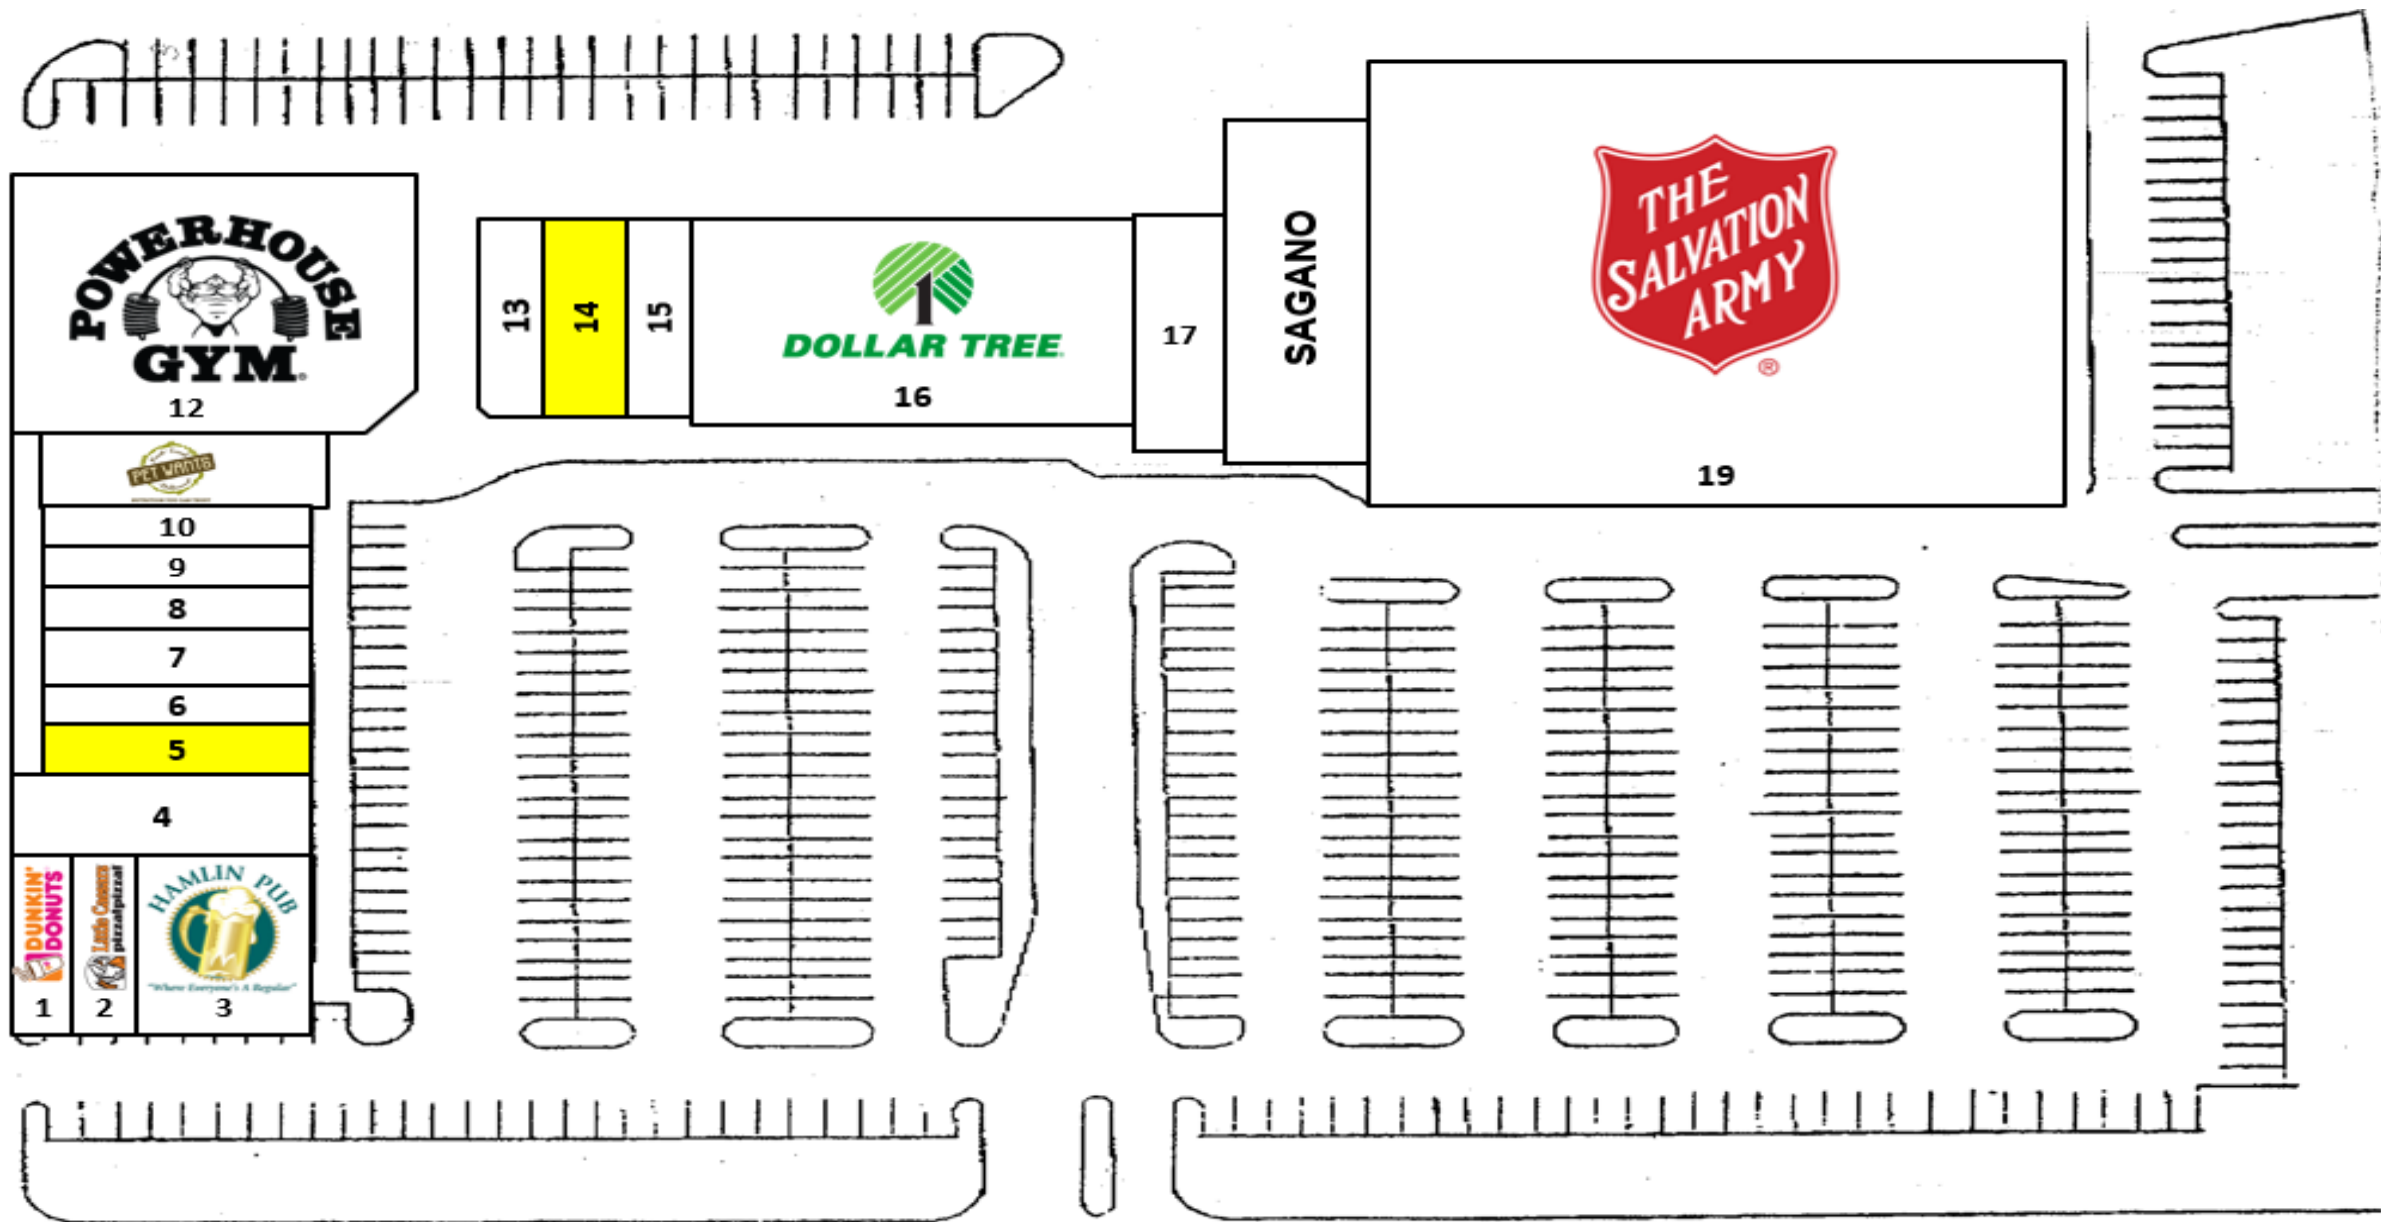 POWERHOUSE
GYM
12
PET WANTS
10
9
8
7
6
5
4
DUNKIN'
DONUTS
1
Little Caesars
pizza!pizza!
2
HAMLIN PUB
"Where Everyone's A Regular"
3
13
14
15
DOLLAR TREE
16
17
SAGANO
THE
SALVATION
ARMY
®
19